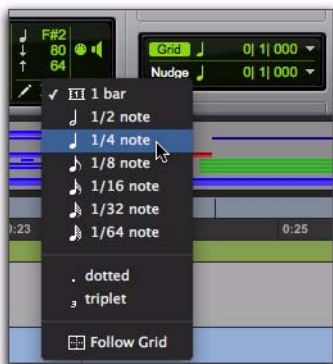 F#2
80
64
Grid 0| 1| 000
Nudge 0| 1| 000
✓ 1 bar
1/2 note
1/4 note
1/8 note
1/16 note
1/32 note
1/64 note
:23
0:25
. dotted
3 triplet
Follow Grid